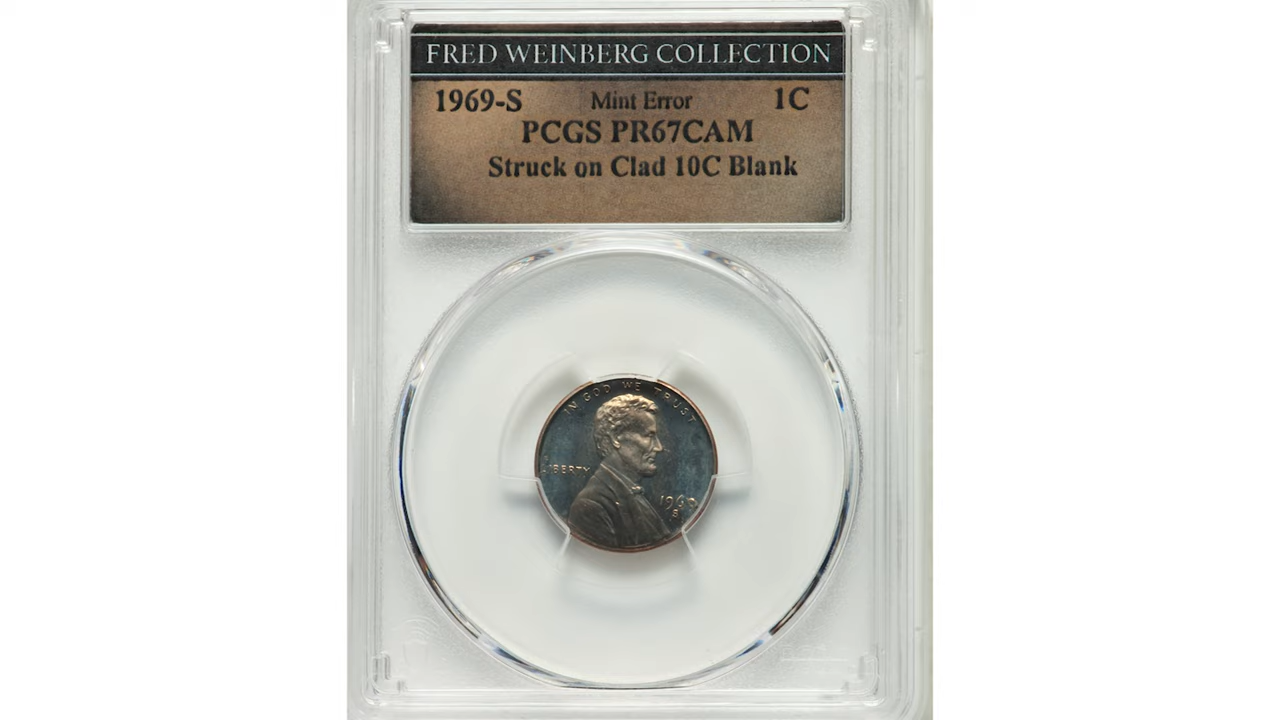 FRED WEINBERG COLLECTION
1969-S Mint Error 1C
PCGS PR67CAM
Struck on Clad 10C Blank
IN GOD WE TRUST
LIBERTY
1969
S